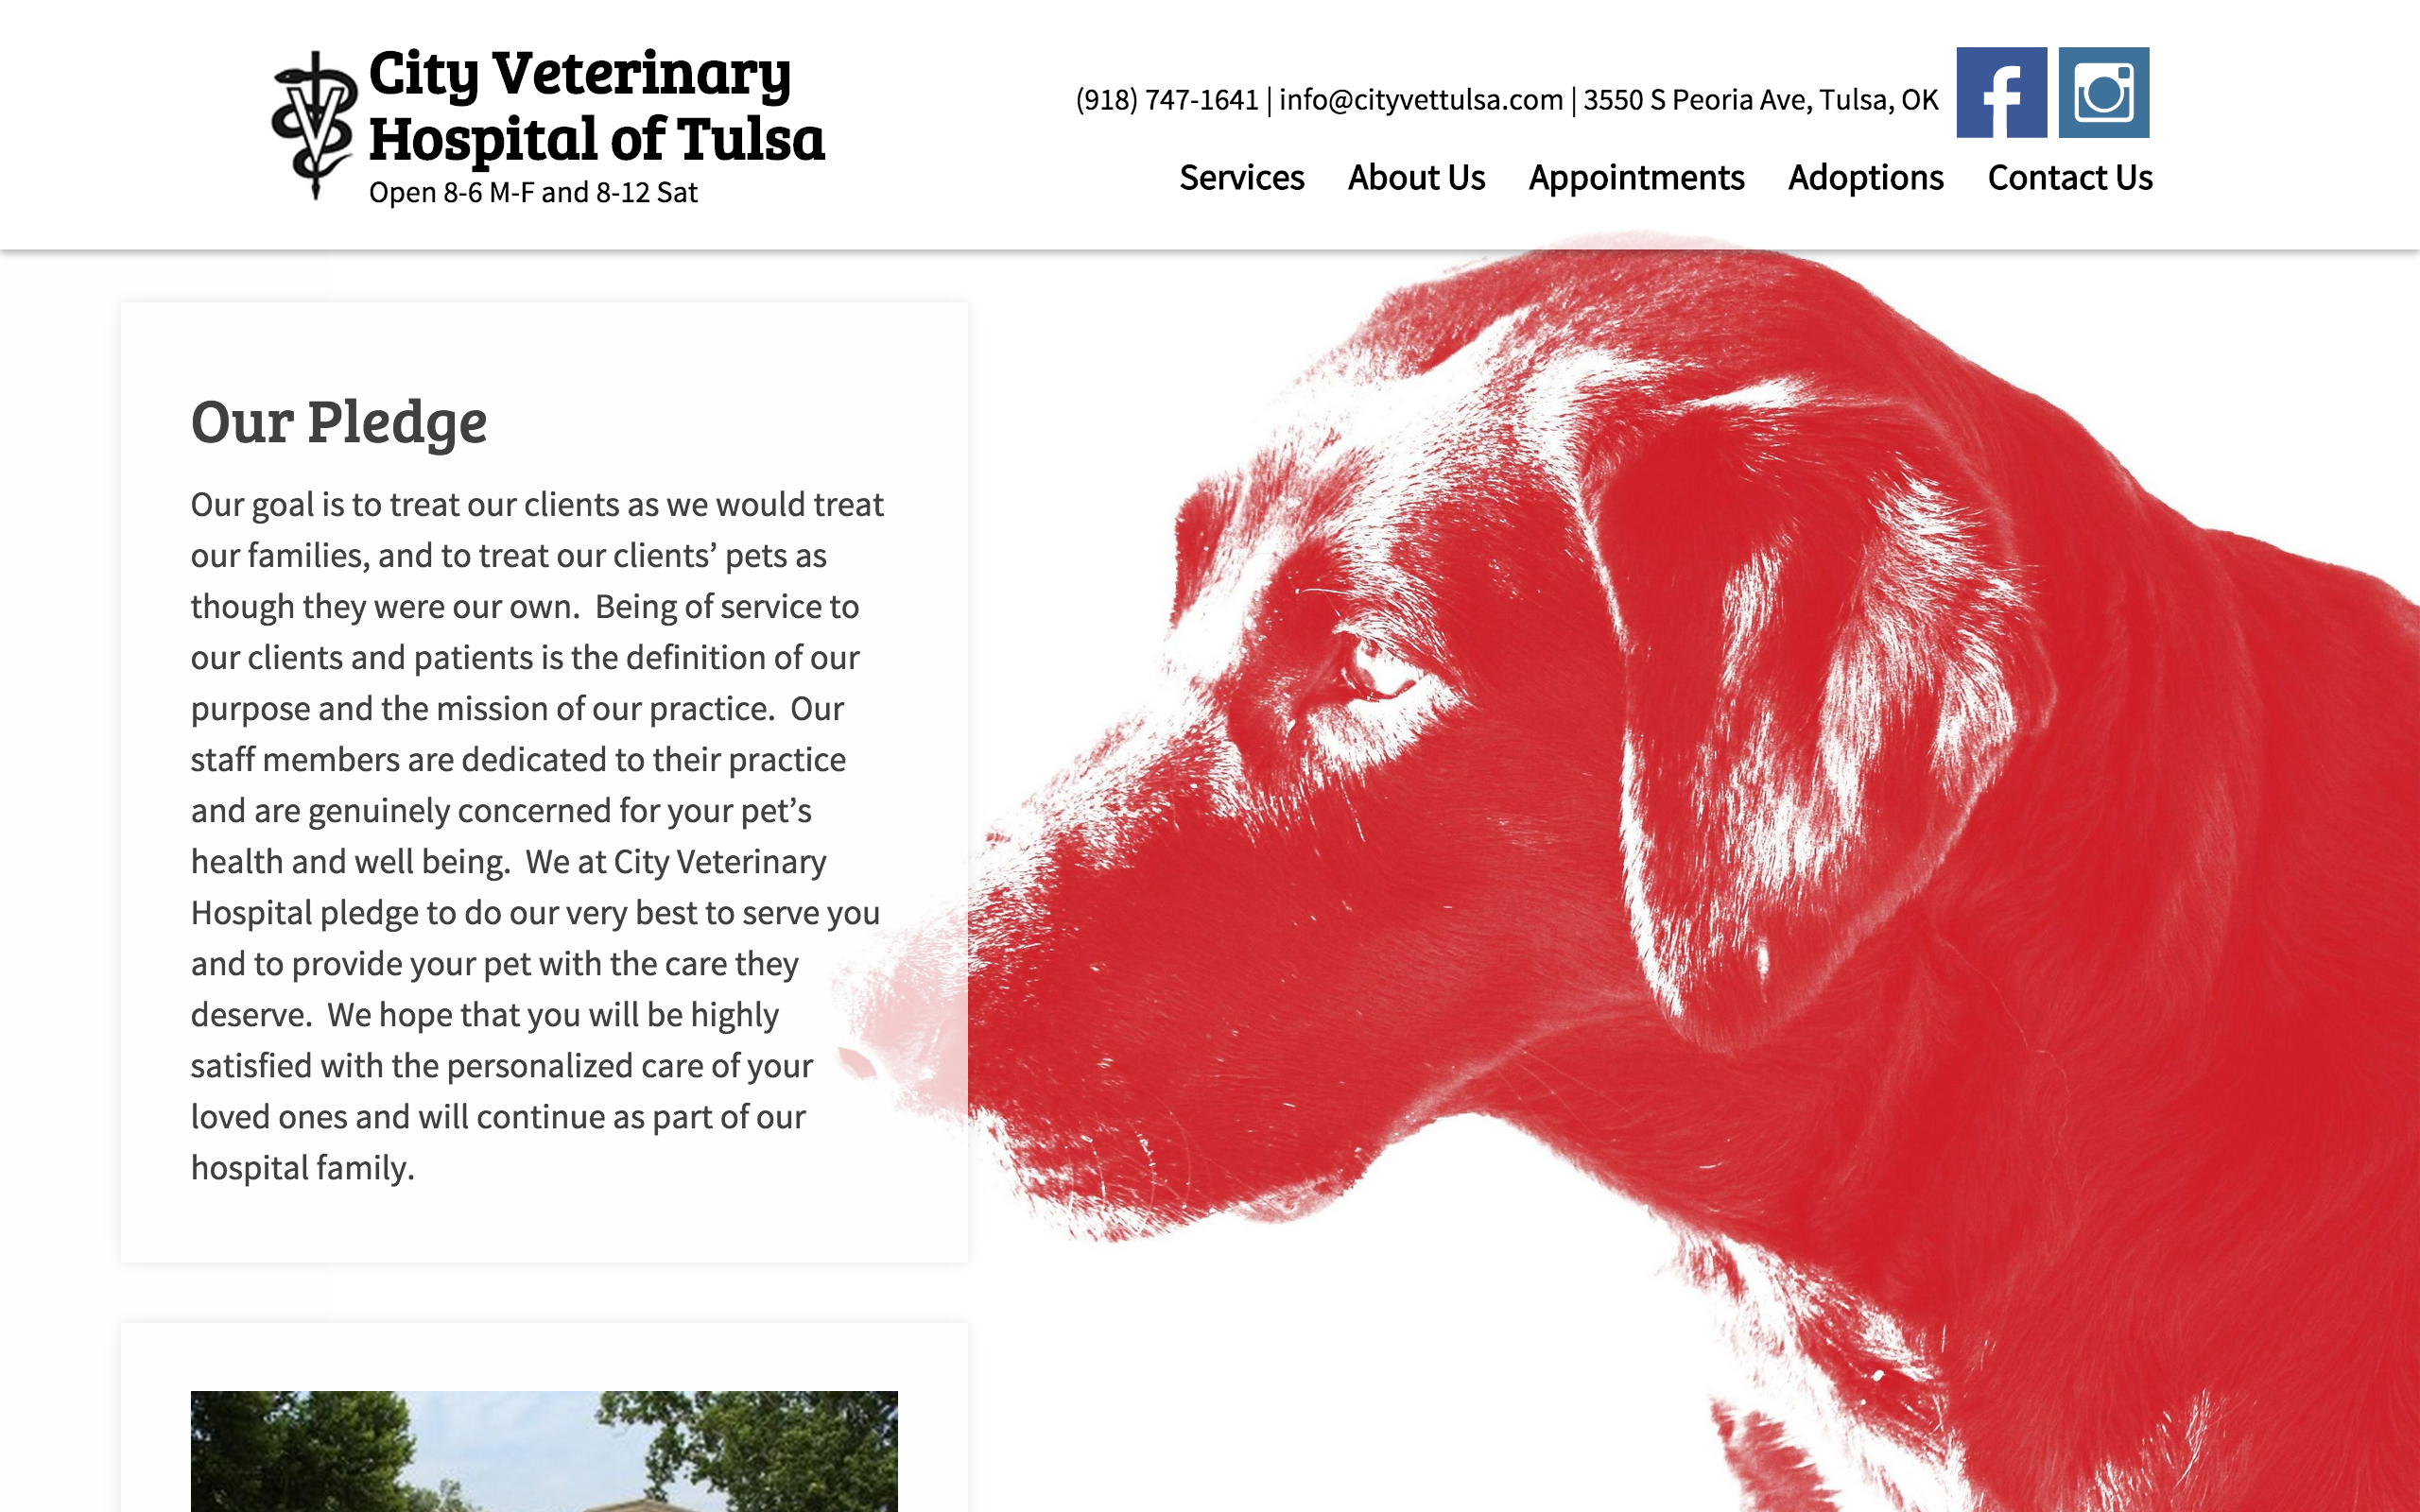 City Veterinary
Hospital of Tulsa
Open 8-6 M-F and 8-12 Sat
(918) 747-1641 | info@cityvettulsa.com | 3550 S Peoria Ave, Tulsa, OK
Services About Us Appointments Adoptions Contact Us
Our Pledge
Our goal is to treat our clients as we would treat
our families, and to treat our clients’ pets as
though they were our own.  Being of service to
our clients and patients is the definition of our
purpose and the mission of our practice.  Our
staff members are dedicated to their practice
and are genuinely concerned for your pet’s
health and well being.  We at City Veterinary
Hospital pledge to do our very best to serve you
and to provide your pet with the care they
deserve.  We hope that you will be highly
satisfied with the personalized care of your
loved ones and will continue as part of our
hospital family.